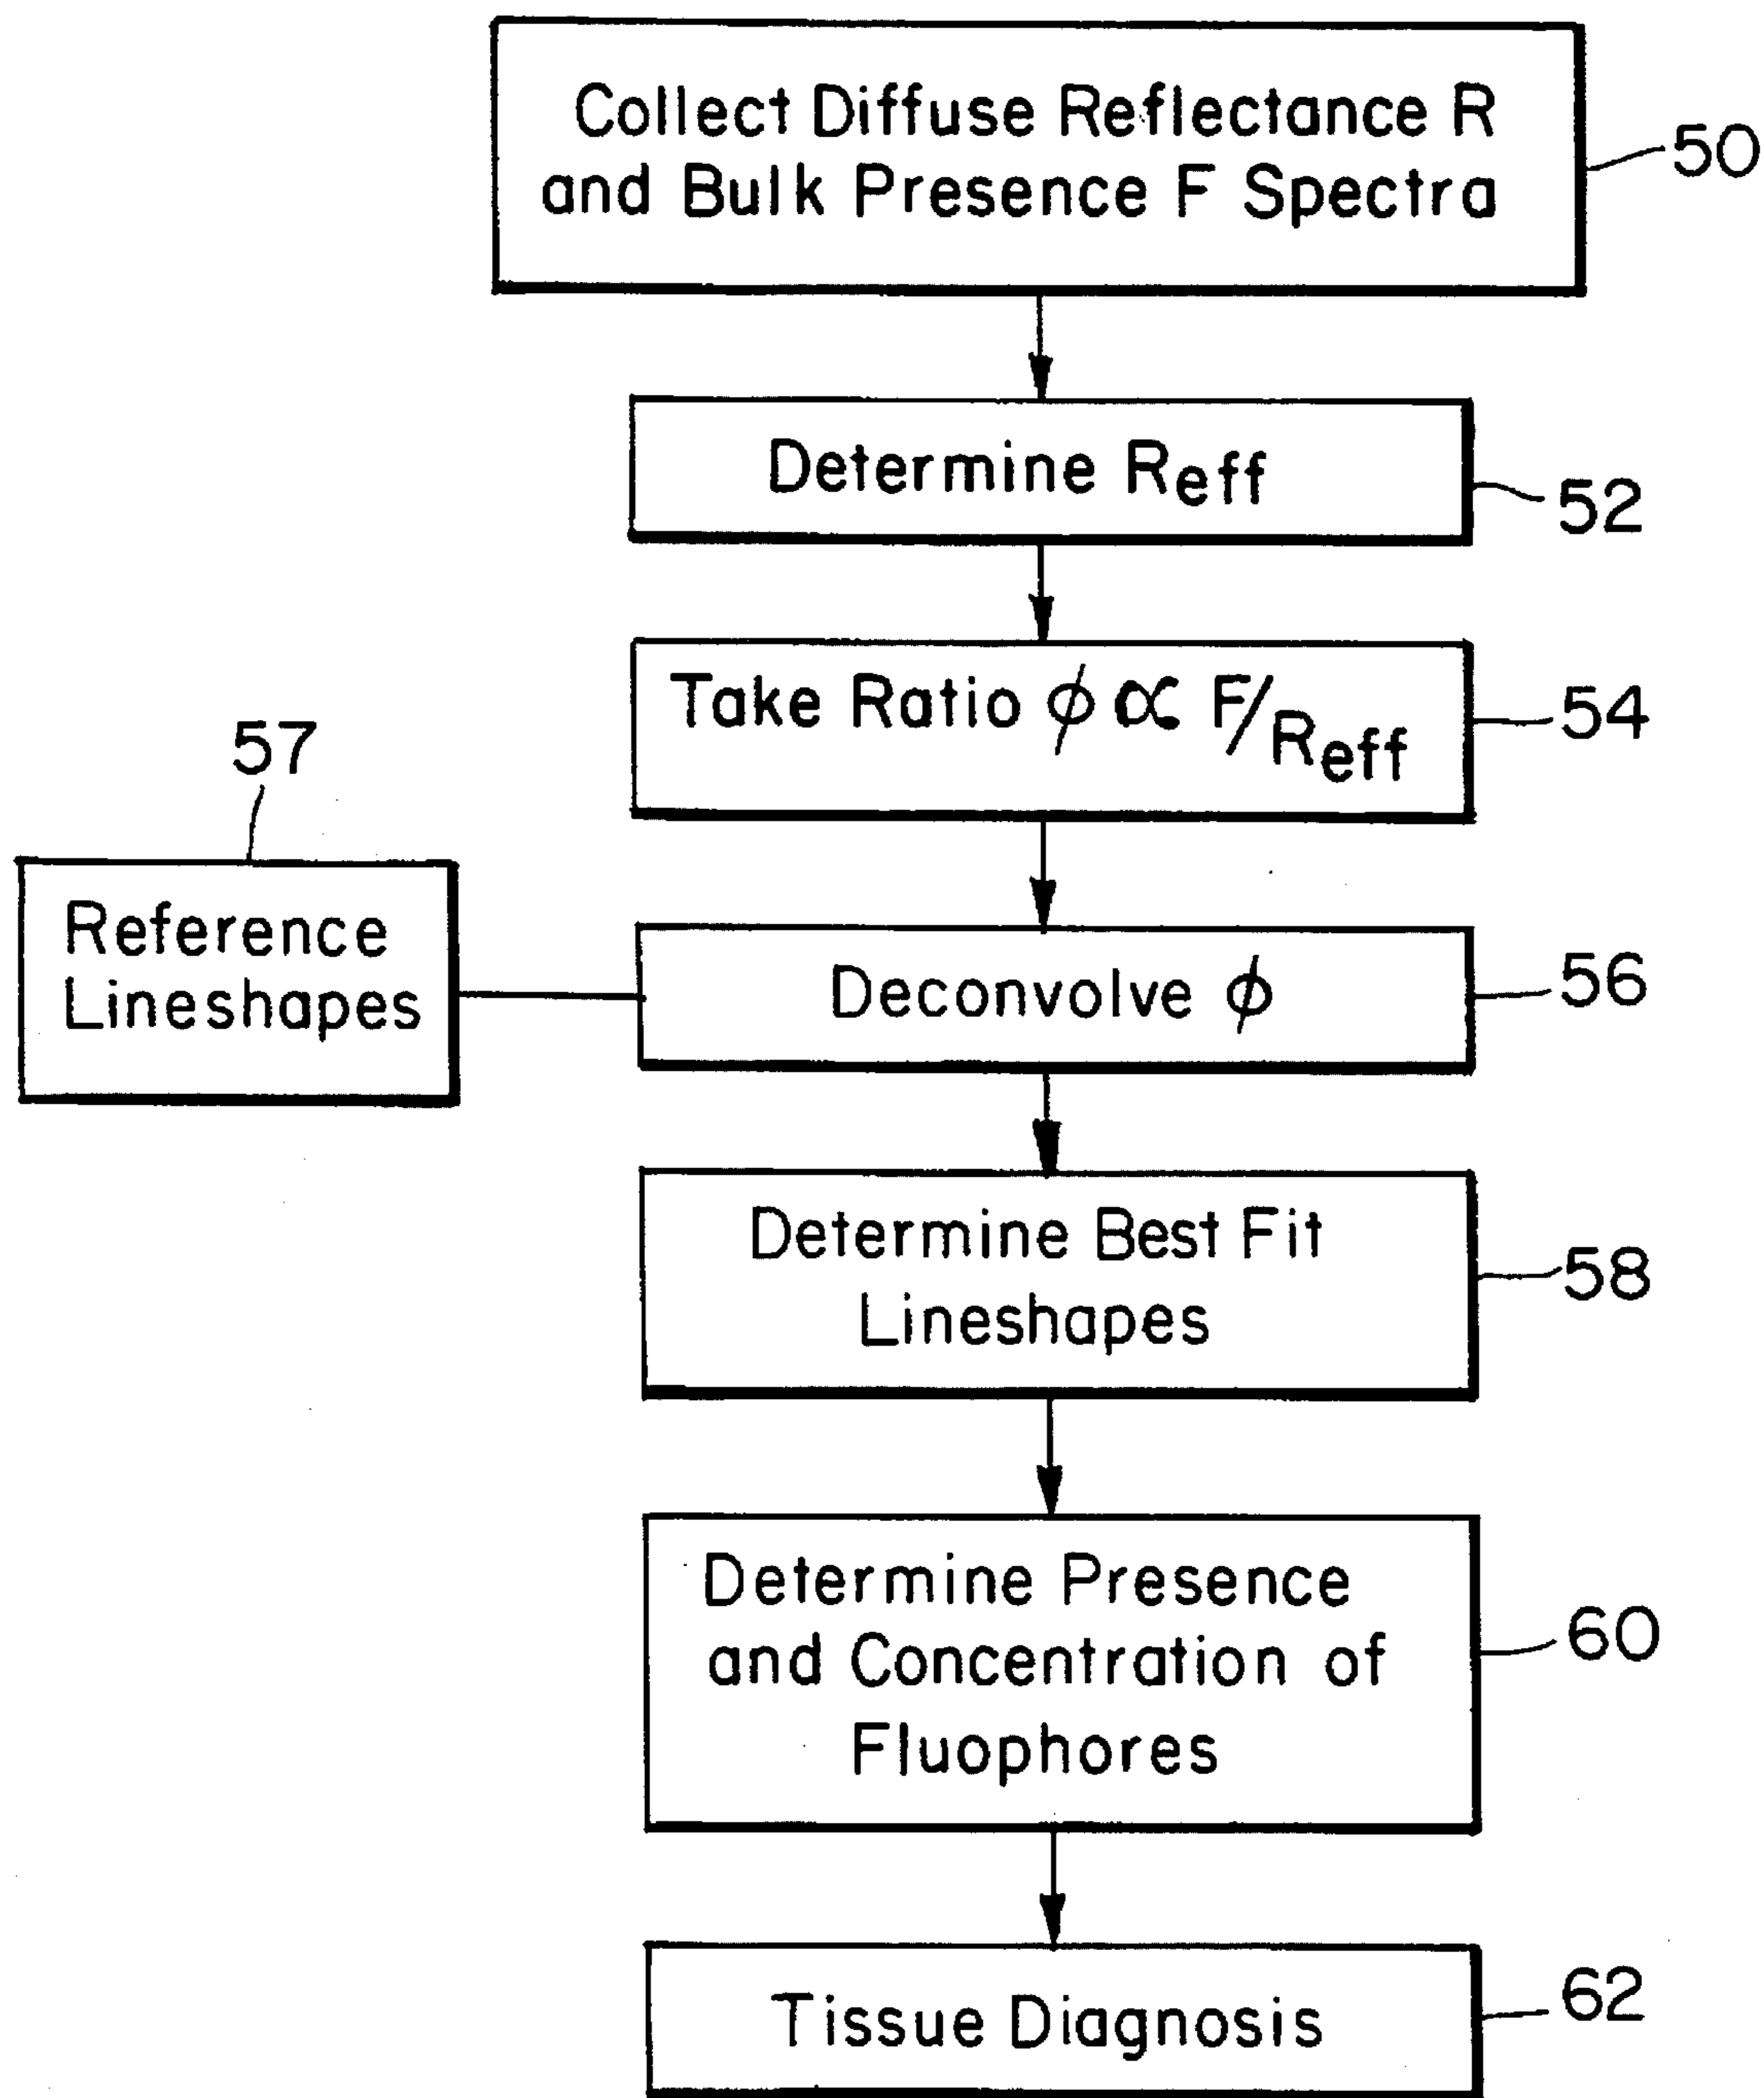 Collect Diffuse Reflectance R
and Bulk Presence F Spectra
50
Determine Reff
52
Take Ratio ϕ ∝ F/Reff
54
57
Reference
Lineshapes
Deconvolve ϕ
56
Determine Best Fit
Lineshapes
58
Determine Presence
and Concentration of
Fluophores
60
Tissue Diagnosis
62